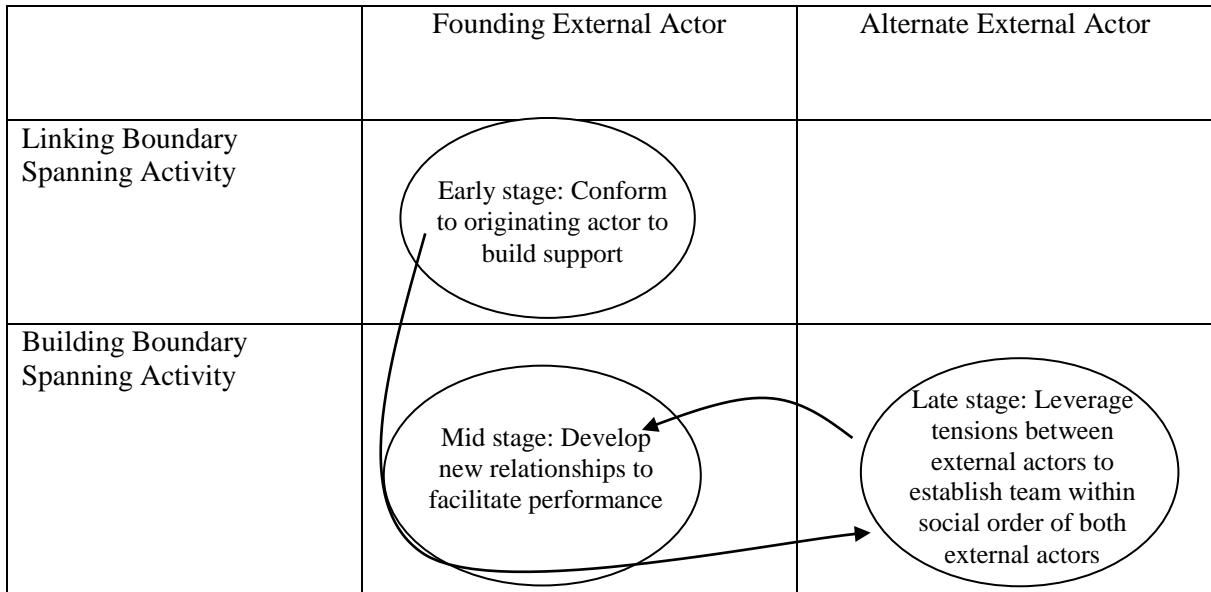 Founding External Actor
Alternate External Actor
Linking Boundary
Spanning Activity
Early stage: Conform
to originating actor to
build support
Building Boundary
Spanning Activity
Mid stage: Develop
new relationships to
facilitate performance
Late stage: Leverage
tensions between
external actors to
establish team within
social order of both
external actors